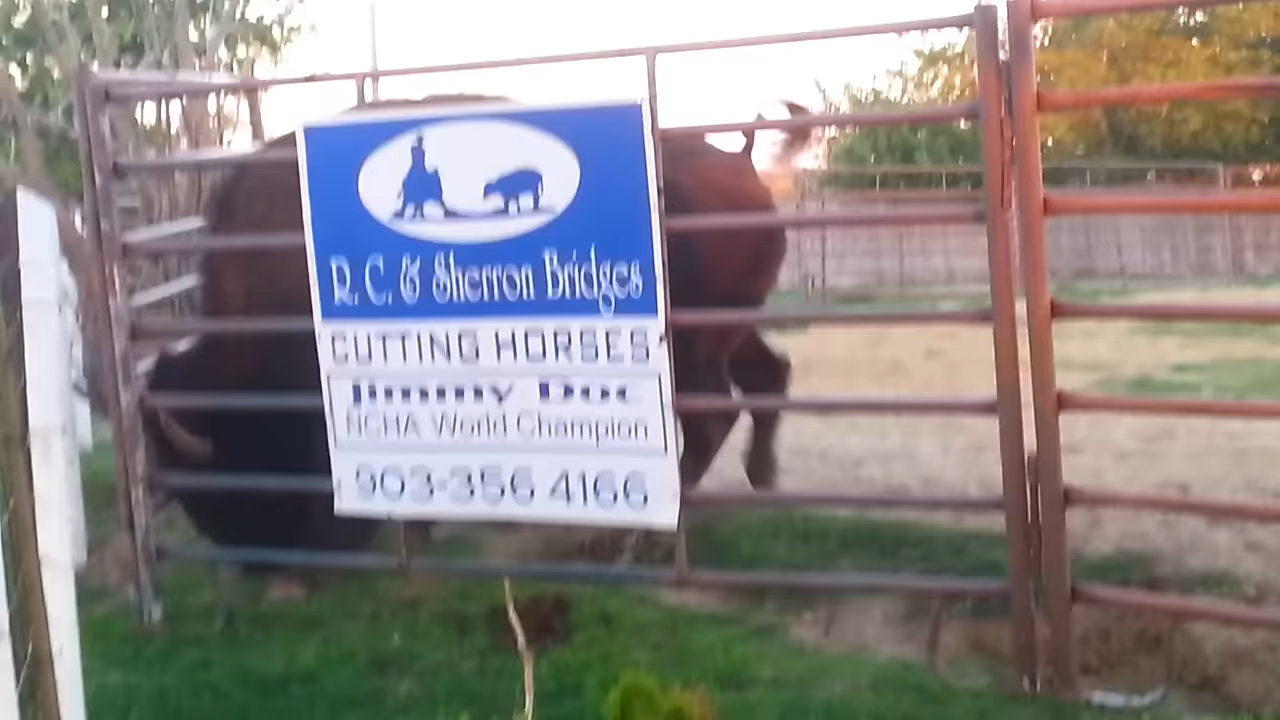 R. C. & Sherron Bridges
CUTTING HORSES
Jimmy Doc
NCHA World Champion
903-356 4166